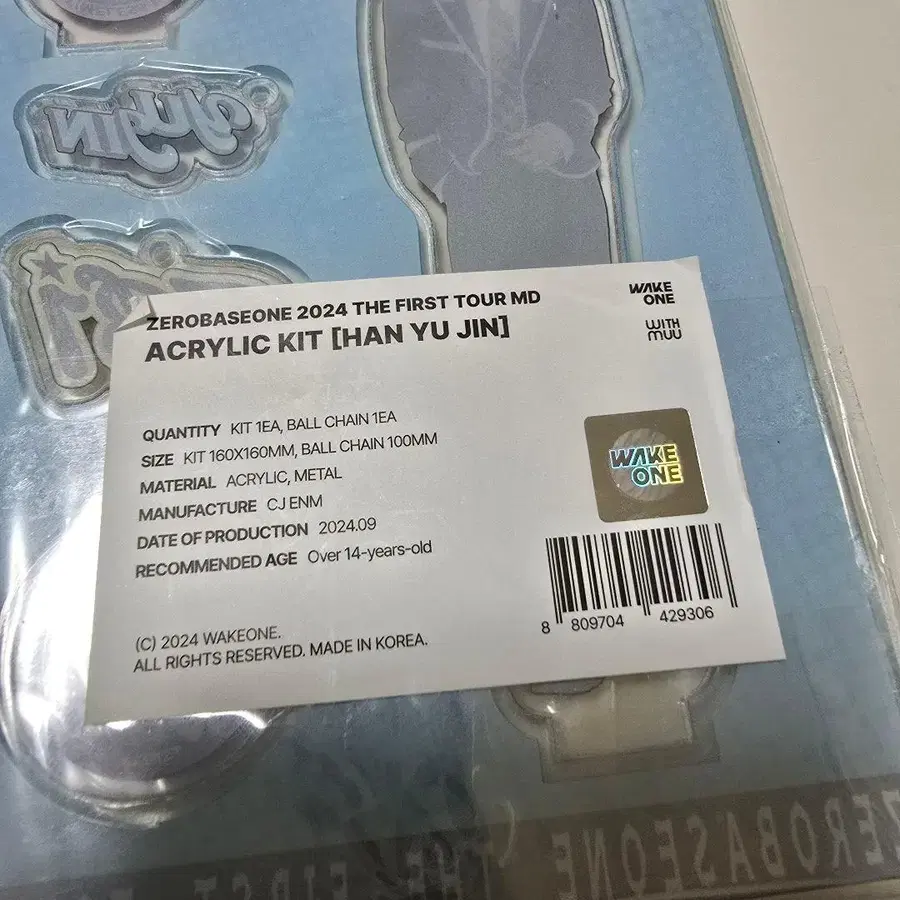 YUJIN
ZEROBASEONE 2024 THE FIRST TOUR MD
ACRYLIC KIT [HAN YU JIN]
WAKE
ONE
WITH
MUU
QUANTITY KIT 1EA, BALL CHAIN 1EA
SIZE KIT 160X160MM, BALL CHAIN 100MM
MATERIAL ACRYLIC, METAL
MANUFACTURE CJ ENM
DATE OF PRODUCTION 2024.09
RECOMMENDED AGE Over 14-years-old
WAKE
ONE
8 809704 429306
(C) 2024 WAKEONE.
ALL RIGHTS RESERVED. MADE IN KOREA.
ZEROBASEONE THE FIRST